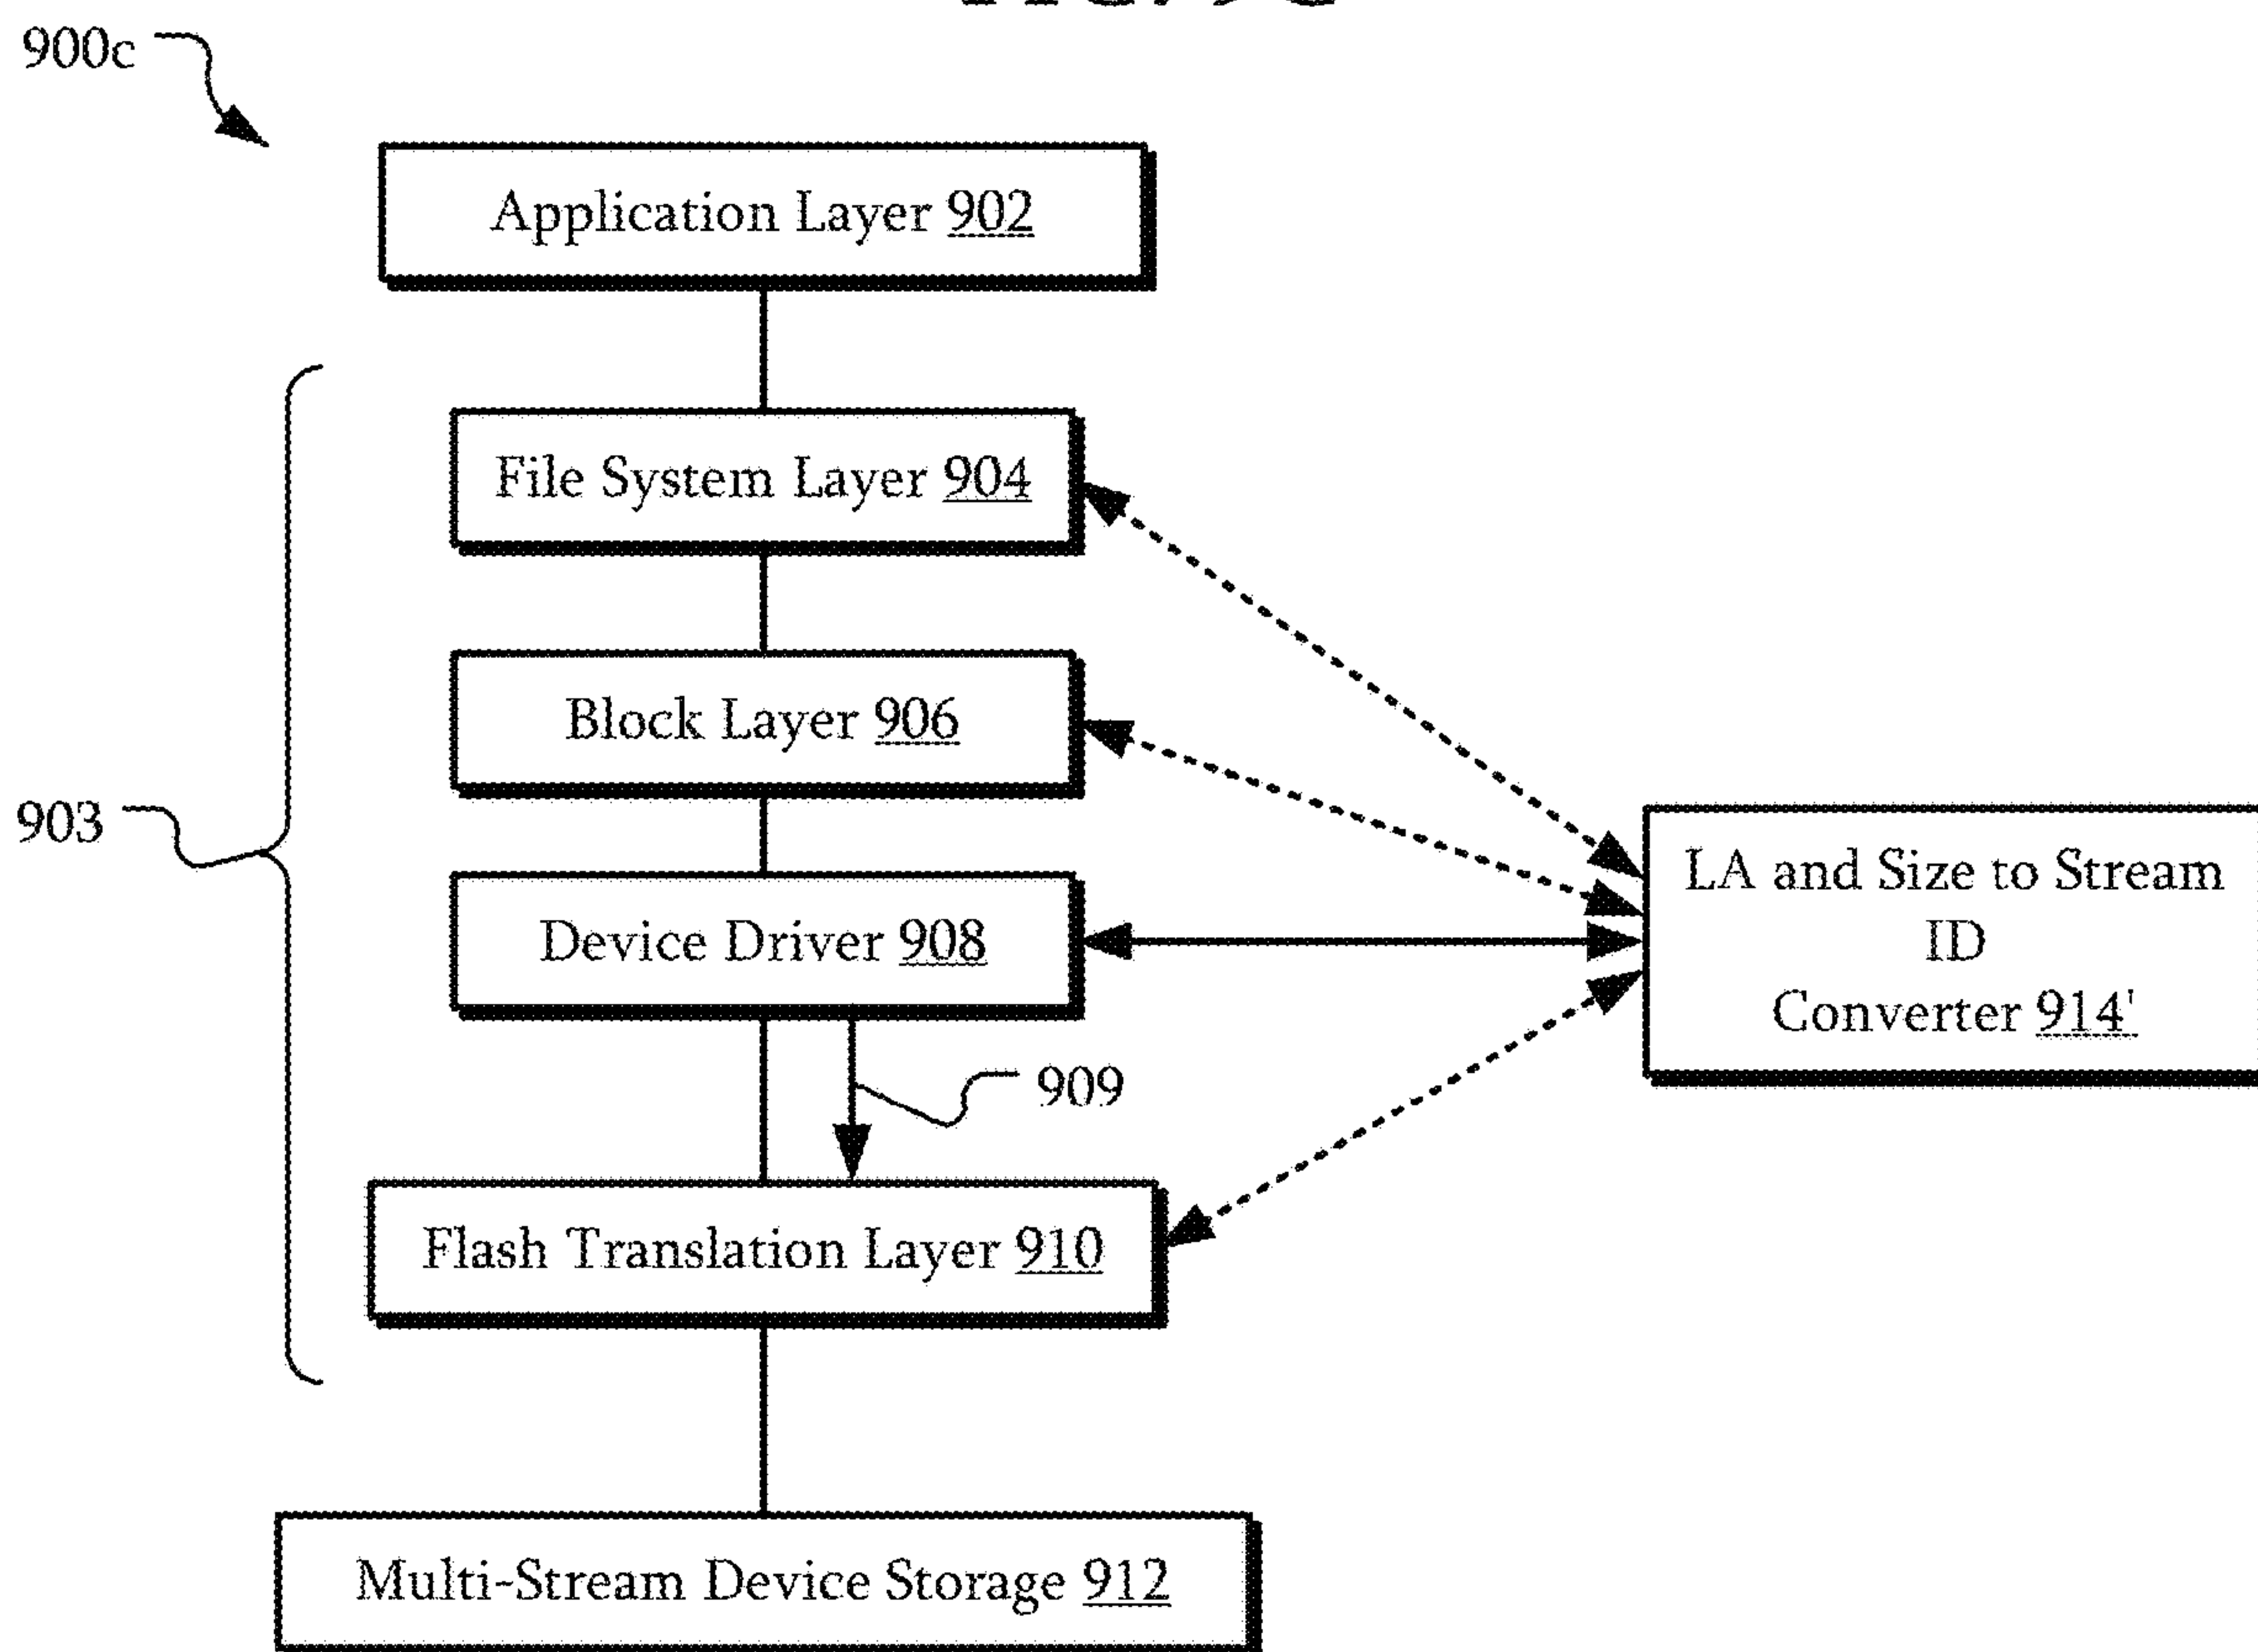 900c
Application Layer 902
File System Layer 904
Block Layer 906
903
LA and Size to Stream
ID
Converter 914'
Device Driver 908
909
Flash Translation Layer 910
Multi-Stream Device Storage 912